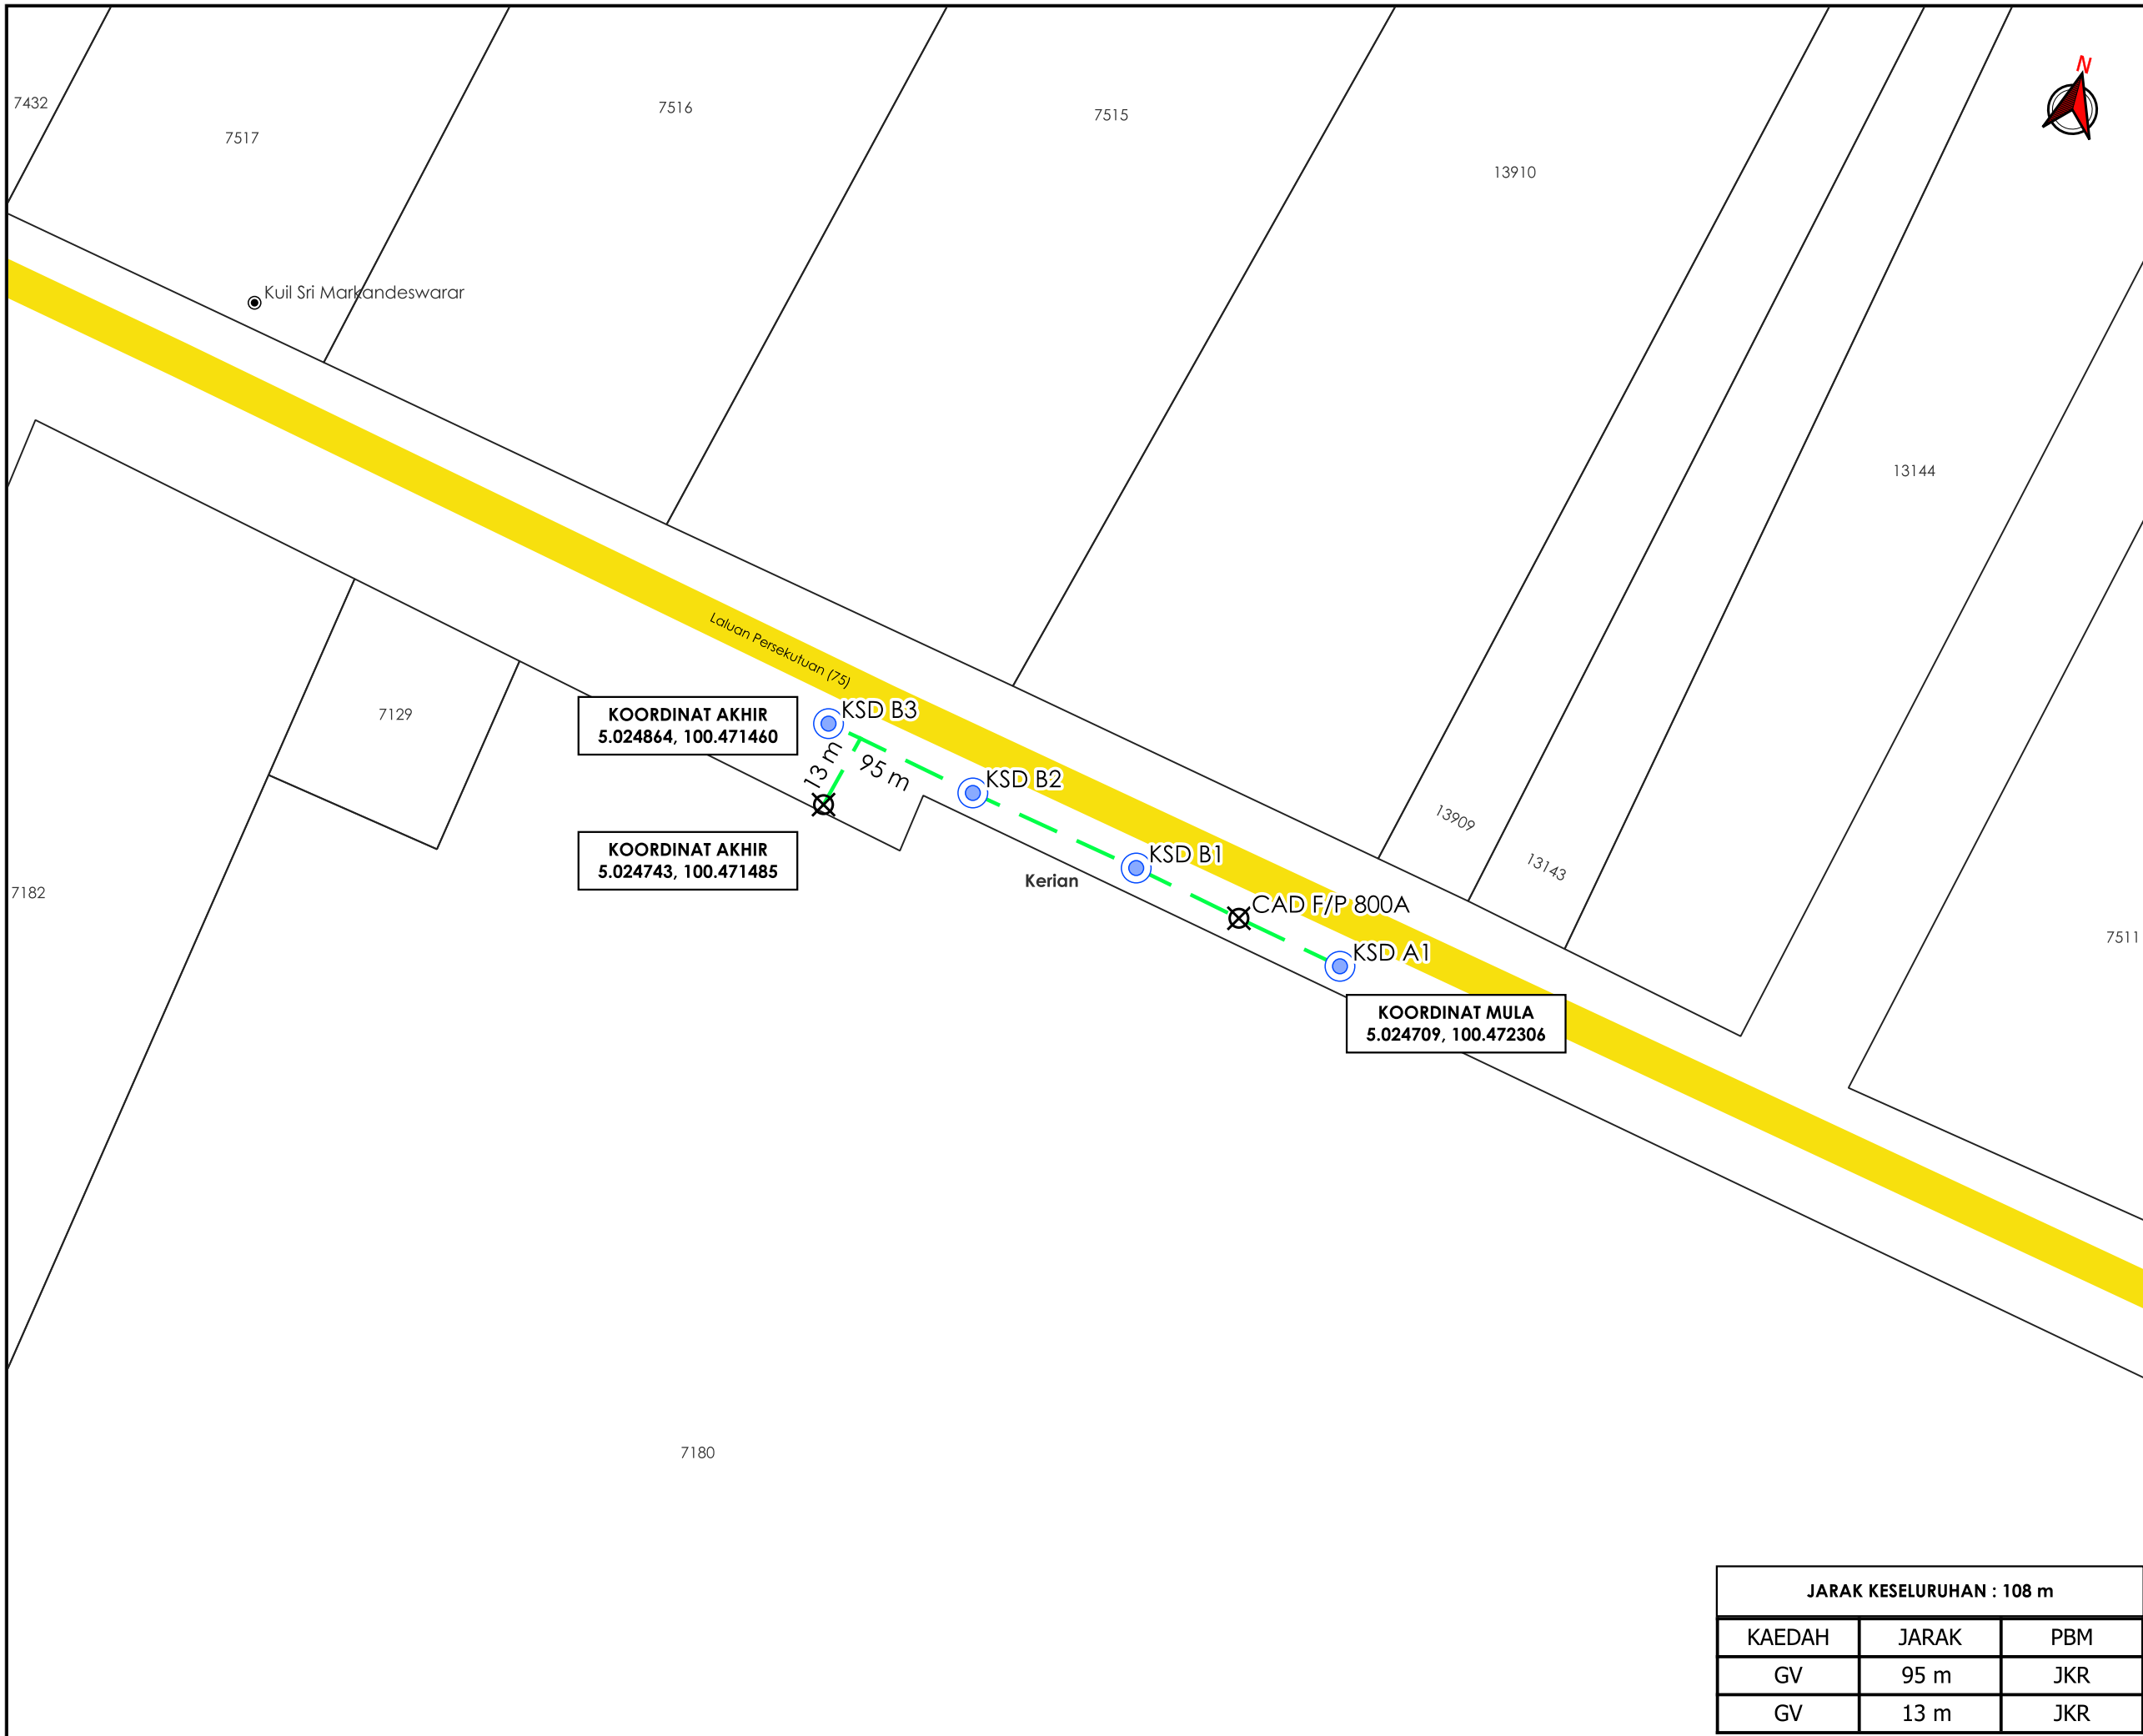 N
7432
7517
7516
7515
13910
13144
Kuil Sri Markandeswarar
Laluan Persekutuan (75)
7129
KOORDINAT AKHIR
5.024864, 100.471460
KSD B3
13 m
95 m
KSD B2
KOORDINAT AKHIR
5.024743, 100.471485
KSD B1
Kerian
CAD F/P 800A
KSD A1
13909
13143
7182
7511
KOORDINAT MULA
5.024709, 100.472306
7180
JARAK KESELURUHAN : 108 m
KAEDAH JARAK PBM
GV 95 m JKR
GV 13 m JKR